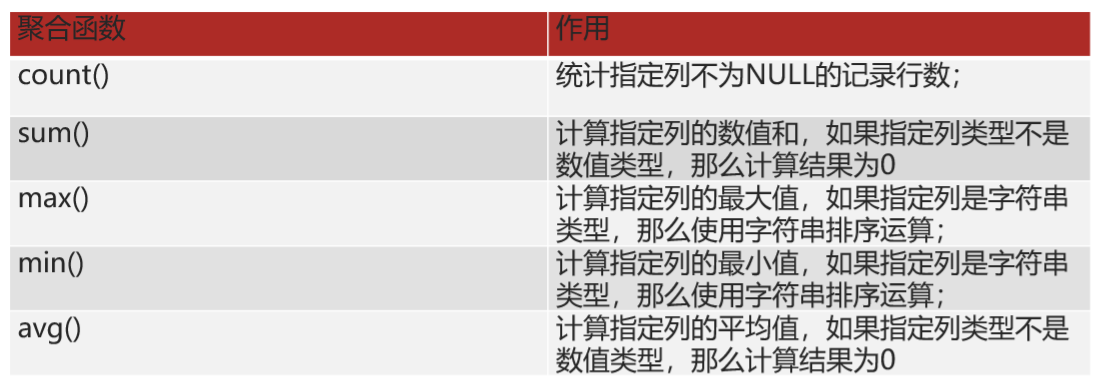 聚合函数
作用
count()
统计指定列不为NULL的记录行数；
sum()
计算指定列的数值和，如果指定列类型不是
数值类型，那么计算结果为0
max()
计算指定列的最大值，如果指定列是字符串
类型，那么使用字符串排序运算；
min()
计算指定列的最小值，如果指定列是字符串
类型，那么使用字符串排序运算；
avg()
计算指定列的平均值，如果指定列类型不是
数值类型，那么计算结果为0